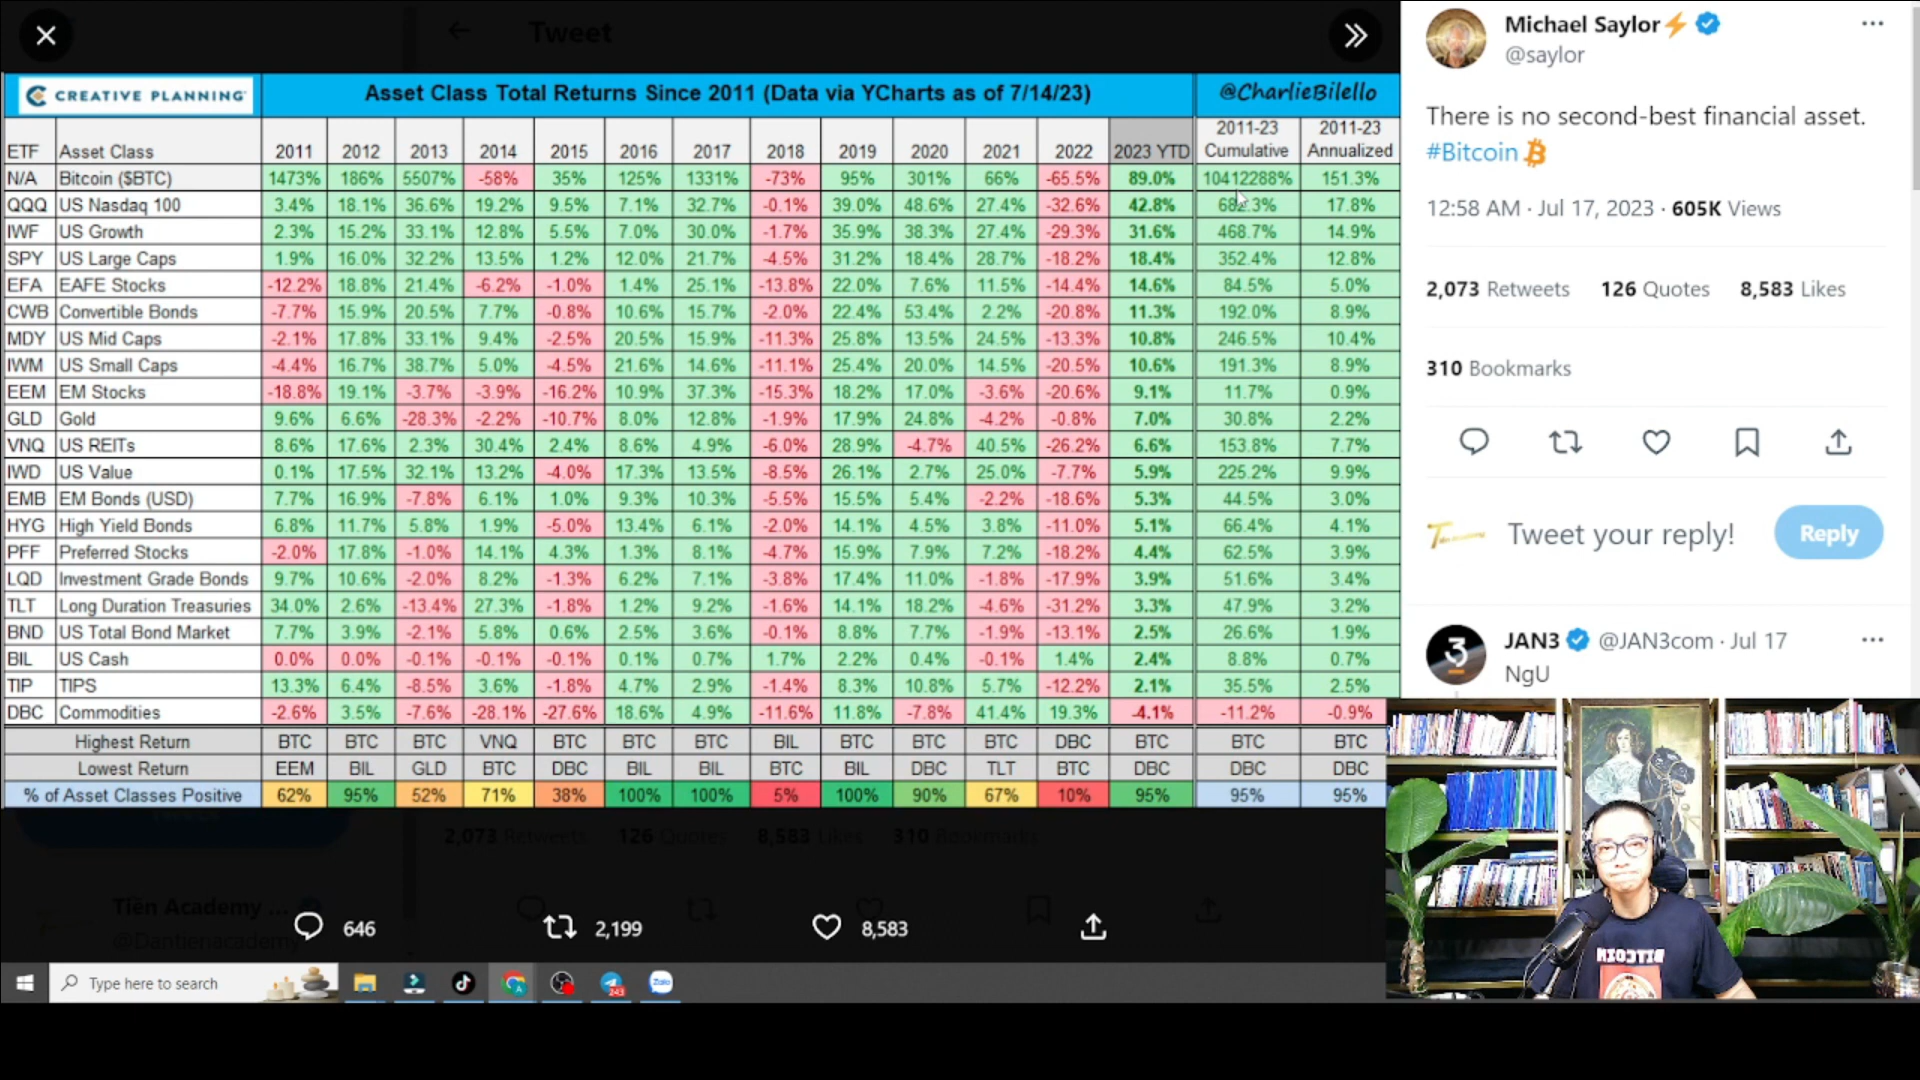 Tweet
Michael Saylor⚡
@saylor
There is no second-best financial asset.
#Bitcoin
12:58 AM · Jul 17, 2023 · 605K Views
2,073 Retweets 126 Quotes 8,583 Likes
310 Bookmarks
Tweet your reply!
Reply
JAN3 @JAN3com · Jul 17
NgU
CREATIVE PLANNING
Asset Class Total Returns Since 2011 (Data via YCharts as of 7/14/23)
@CharlieBilello
ETF Asset Class 2011 2012 2013 2014 2015 2016 2017 2018 2019 2020 2021 2022 2023 YTD 2011-23 Cumulative 2011-23 Annualized
N/A Bitcoin ($BTC) 1473% 186% 5507% -58% 35% 125% 1331% -73% 95% 301% 66% -65.5% 89.0% 10412288% 151.3%
QQQ US Nasdaq 100 3.4% 18.1% 36.6% 19.2% 9.5% 7.1% 32.7% -0.1% 39.0% 48.6% 27.4% -32.6% 42.8% 682.3% 17.8%
IWF US Growth 2.3% 15.2% 33.1% 12.8% 5.5% 7.0% 30.0% -1.7% 35.9% 38.3% 27.4% -29.3% 31.6% 468.7% 14.9%
SPY US Large Caps 1.9% 16.0% 32.2% 13.5% 1.2% 12.0% 21.7% -4.5% 31.2% 18.4% 28.7% -18.2% 18.4% 352.4% 12.8%
EFA EAFE Stocks -12.2% 18.8% 21.4% -6.2% -1.0% 1.4% 25.1% -13.8% 22.0% 7.6% 11.5% -14.4% 14.6% 84.5% 5.0%
CWB Convertible Bonds -7.7% 15.9% 20.5% 7.7% -0.8% 10.6% 15.7% -2.0% 22.4% 53.4% 2.2% -20.8% 11.3% 192.0% 8.9%
MDY US Mid Caps -2.1% 17.8% 33.1% 9.4% -2.5% 20.5% 15.9% -11.3% 25.8% 13.5% 24.5% -13.3% 10.8% 246.5% 10.4%
IWM US Small Caps -4.4% 16.7% 38.7% 5.0% -4.5% 21.6% 14.6% -11.1% 25.4% 20.0% 14.5% -20.5% 10.6% 191.3% 8.9%
EEM EM Stocks -18.8% 19.1% -3.7% -3.9% -16.2% 10.9% 37.3% -15.3% 18.2% 17.0% -3.6% -20.6% 9.1% 11.7% 0.9%
GLD Gold 9.6% 6.6% -28.3% -2.2% -10.7% 8.0% 12.8% -1.9% 17.9% 24.8% -4.2% -0.8% 7.0% 30.8% 2.2%
VNQ US REITs 8.6% 17.6% 2.3% 30.4% 2.4% 8.6% 4.9% -6.0% 28.9% -4.7% 40.5% -26.2% 6.6% 153.8% 7.7%
IWD US Value 0.1% 17.5% 32.1% 13.2% -4.0% 17.3% 13.5% -8.5% 26.1% 2.7% 25.0% -7.7% 5.9% 225.2% 9.9%
EMB EM Bonds (USD) 7.7% 16.9% -7.8% 6.1% 1.0% 9.3% 10.3% -5.5% 15.5% 5.4% -2.2% -18.6% 5.3% 44.5% 3.0%
HYG High Yield Bonds 6.8% 11.7% 5.8% 1.9% -5.0% 13.4% 6.1% -2.0% 14.1% 4.5% 3.8% -11.0% 5.1% 66.4% 4.1%
PFF Preferred Stocks -2.0% 17.8% -1.0% 14.1% 4.3% 1.3% 8.1% -4.7% 15.9% 7.9% 7.2% -18.2% 4.4% 62.5% 3.9%
LQD Investment Grade Bonds 9.7% 10.6% -2.0% 8.2% -1.3% 6.2% 7.1% -3.8% 17.4% 11.0% -1.8% -17.9% 3.9% 51.6% 3.4%
TLT Long Duration Treasuries 34.0% 2.6% -13.4% 27.3% -1.8% 1.2% 9.2% -1.6% 14.1% 18.2% -4.6% -31.2% 3.3% 47.9% 3.2%
BND US Total Bond Market 7.7% 3.9% -2.1% 5.8% 0.6% 2.5% 3.6% -0.1% 8.8% 7.7% -1.9% -13.1% 2.5% 26.6% 1.9%
BIL US Cash 0.0% 0.0% -0.1% -0.1% -0.1% 0.1% 0.7% 1.7% 2.2% 0.4% -0.1% 1.4% 2.4% 8.8% 0.7%
TIP TIPS 13.3% 6.4% -8.5% 3.6% -1.8% 4.7% 2.9% -1.4% 8.3% 10.8% 5.7% -12.2% 2.1% 35.5% 2.5%
DBC Commodities -2.6% 3.5% -7.6% -28.1% -27.6% 18.6% 4.9% -11.6% 11.8% -7.8% 41.4% 19.3% -4.1% -11.2% -0.9%
Highest Return BTC BTC BTC VNQ BTC BTC BTC BIL BTC BTC BTC DBC BTC BTC BTC
Lowest Return EEM BIL GLD BTC DBC BIL BIL BTC BIL DBC TLT BTC DBC DBC DBC
% of Asset Classes Positive 62% 95% 52% 71% 38% 100% 100% 5% 100% 90% 67% 10% 95% 95% 95%
2,073 Retweets 126 Quotes 8,583 Likes 310 Bookmarks
Tiên Academy ...
@Dantienacademy
646 2,199 8,583
Type here to search
243
Zalo
BITCOIN